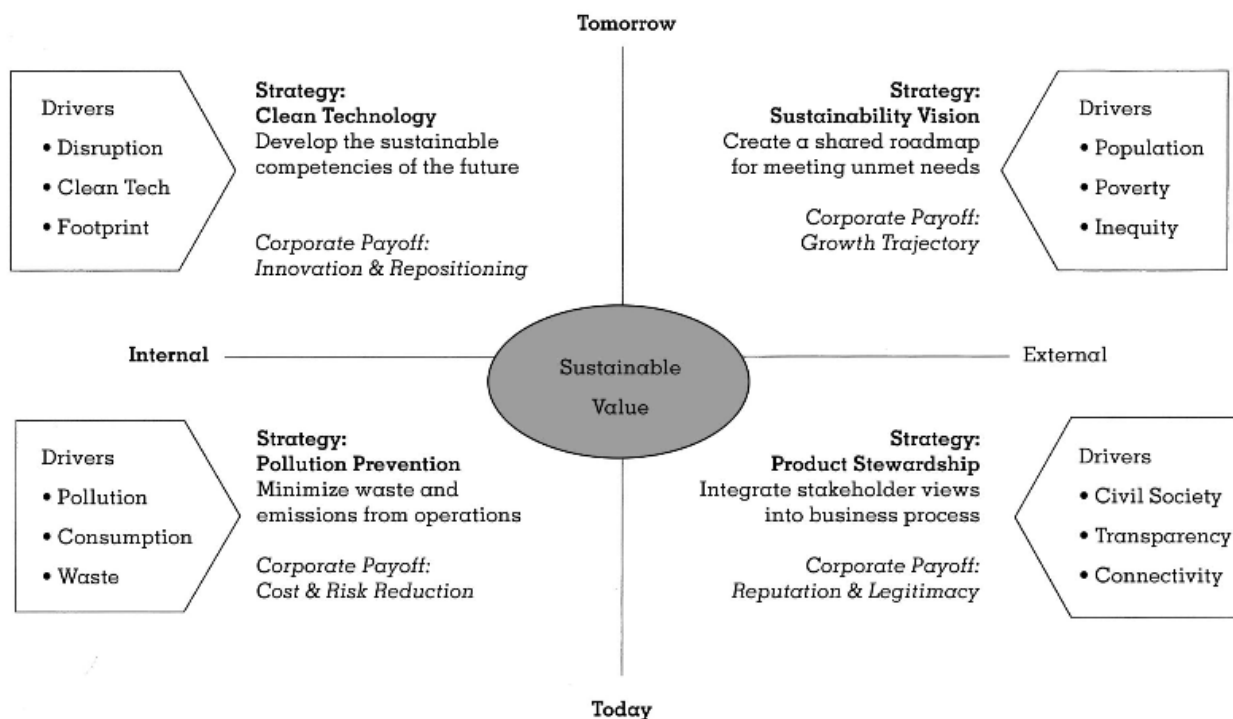 Tomorrow
Drivers
• Disruption
• Clean Tech
• Footprint
Strategy:
Clean Technology
Develop the sustainable
competencies of the future
Corporate Payoff:
Innovation & Repositioning
Strategy:
Sustainability Vision
Create a shared roadmap
for meeting unmet needs
Corporate Payoff:
Growth Trajectory
Drivers
• Population
• Poverty
• Inequity
Internal
Sustainable
Value
External
Drivers
• Pollution
• Consumption
• Waste
Strategy:
Pollution Prevention
Minimize waste and
emissions from operations
Corporate Payoff:
Cost & Risk Reduction
Strategy:
Product Stewardship
Integrate stakeholder views
into business process
Corporate Payoff:
Reputation & Legitimacy
Drivers
• Civil Society
• Transparency
• Connectivity
Today